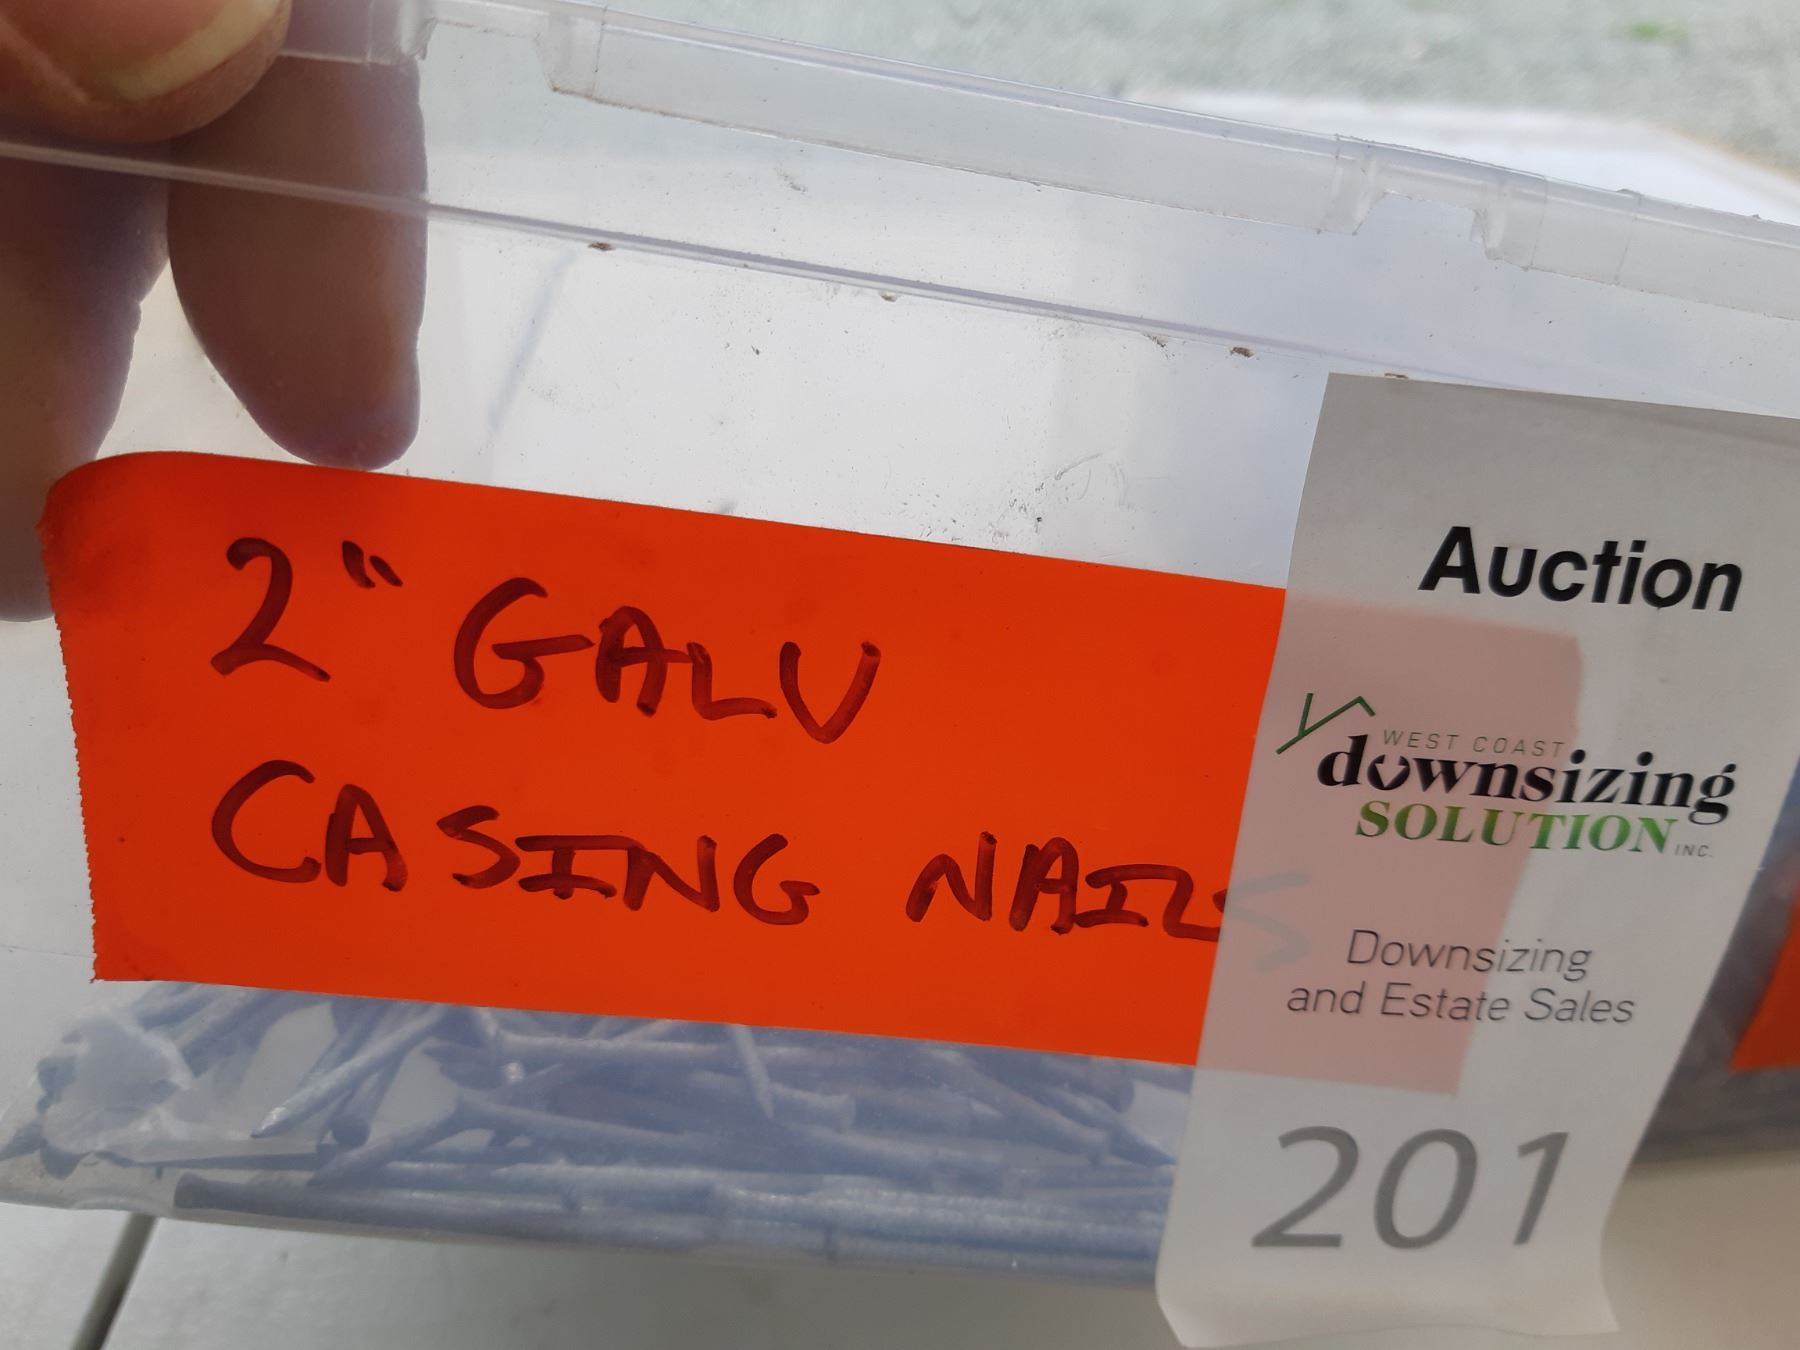 2" GALV
CASING NAILS
Auction
WEST COAST
downsizing
SOLUTION INC.
Downsizing
and Estate Sales
201